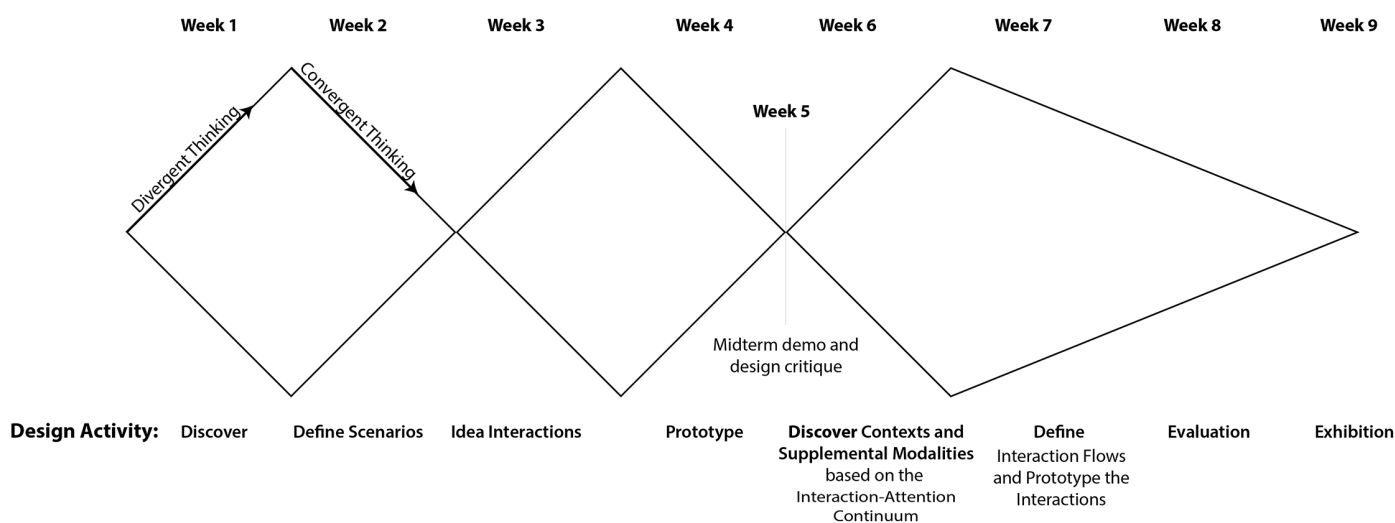 Week 1
Week 2
Week 3
Week 4
Week 6
Week 7
Week 8
Week 9
Divergent Thinking
Convergent Thinking
Week 5
Midterm demo and
design critique
Design Activity:
Discover
Define Scenarios
Idea Interactions
Prototype
Discover Contexts and
Supplemental Modalities
based on the
Interaction-Attention
Continuum
Define
Interaction Flows
and Prototype the
Interactions
Evaluation
Exhibition